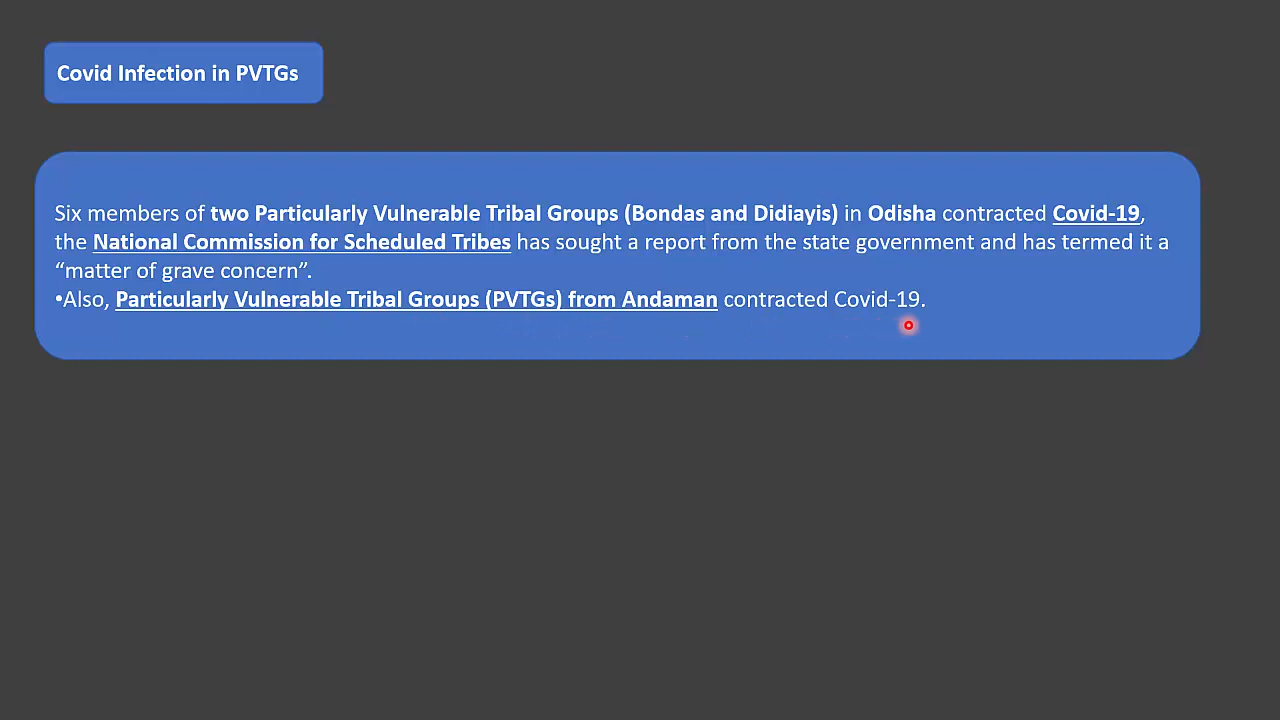 Covid Infection in PVTGs
Six members of two Particularly Vulnerable Tribal Groups (Bondas and Didiayis) in Odisha contracted Covid-19,
the National Commission for Scheduled Tribes has sought a report from the state government and has termed it a
“matter of grave concern”.
•Also, Particularly Vulnerable Tribal Groups (PVTGs) from Andaman contracted Covid-19.